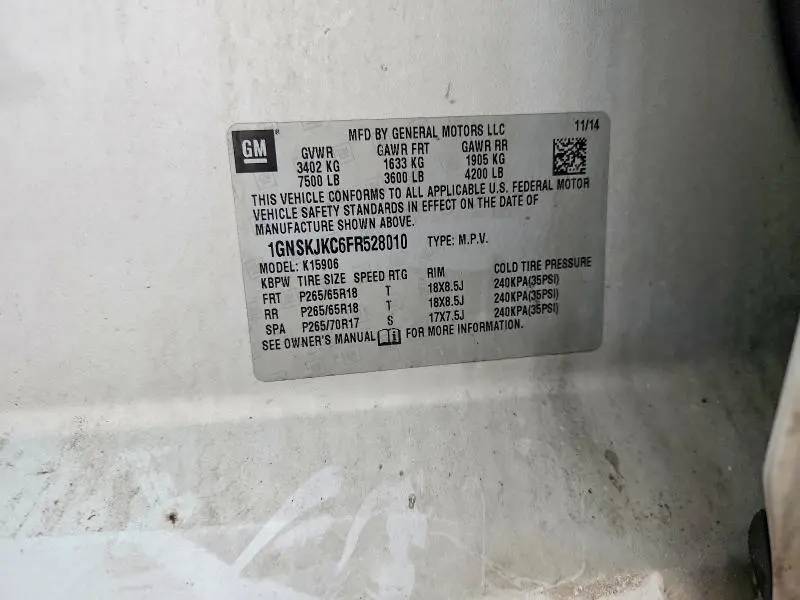 GM ® MFD BY GENERAL MOTORS LLC 11/14
GVWR GAWR FRT GAWR RR
3402 KG 1633 KG 1905 KG
7500 LB 3600 LB 4200 LB
THIS VEHICLE CONFORMS TO ALL APPLICABLE U.S. FEDERAL MOTOR
VEHICLE SAFETY STANDARDS IN EFFECT ON THE DATE OF
MANUFACTURE SHOWN ABOVE.
1GNSKJKC6FR528010 TYPE: M.P.V.
MODEL: K15906
KBPW TIRE SIZE SPEED RTG RIM COLD TIRE PRESSURE
FRT P265/65R18 T 18X8.5J 240KPA(35PSI)
RR P265/65R18 T 18X8.5J 240KPA(35PSI)
SPA P265/70R17 S 17X7.5J 240KPA(35PSI)
SEE OWNER'S MANUAL FOR MORE INFORMATION.